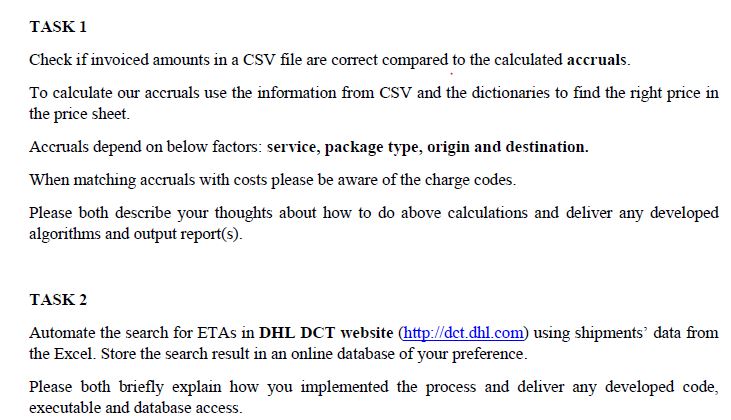 TASK 1
Check if invoiced amounts in a CSV file are correct compared to the calculated accruals.
To calculate our accruals use the information from CSV and the dictionaries to find the right price in
the price sheet.
Accruals depend on below factors: service, package type, origin and destination.
When matching accruals with costs please be aware of the charge codes.
Please both describe your thoughts about how to do above calculations and deliver any developed
algorithms and output report(s).
TASK 2
Automate the search for ETAs in DHL DCT website (http://dct.dhl.com) using shipments' data from
the Excel. Store the search result in an online database of your preference.
Please both briefly explain how you implemented the process and deliver any developed code,
executable and database access.